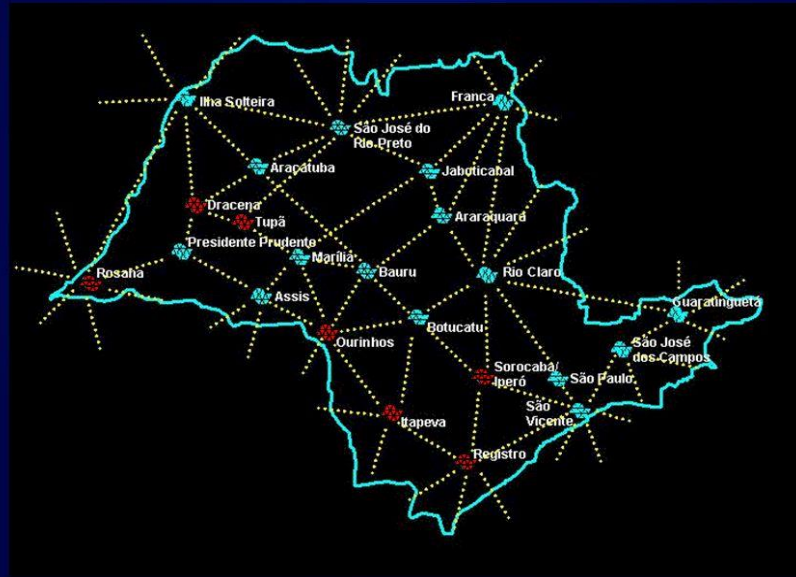 Ilha Solteira
Franca
São José do
Rio Preto
Araçatuba
Jaboticabal
Dracena
Tupã
Araraquara
Presidente Prudente
Marília
Bauru
Rio Claro
Rosana
Assis
Guaratinguetá
Botucatu
Ourinhos
São José
dos Campos
Sorocaba/
Iperó
São Paulo
São
Vicente
Itapeva
Registro